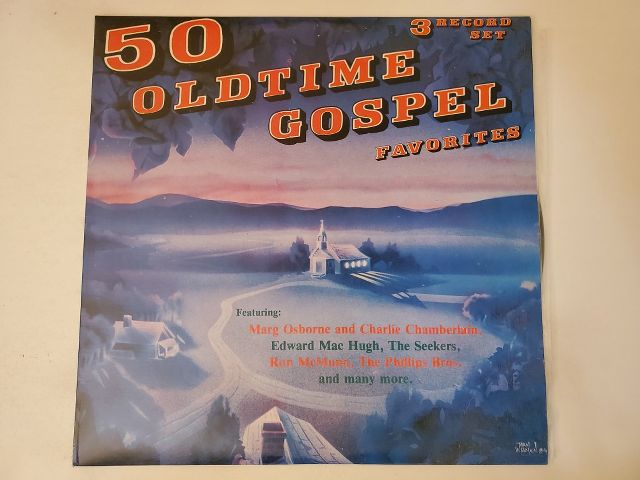 50
3 RECORD
SET
OLDTIME
GOSPEL
FAVORITES
Featuring:
Marg Osborne and Charlie Chamberlain,
Edward Mac Hugh, The Seekers,
Ron McMunn, The Phillips Bros.
and many more.